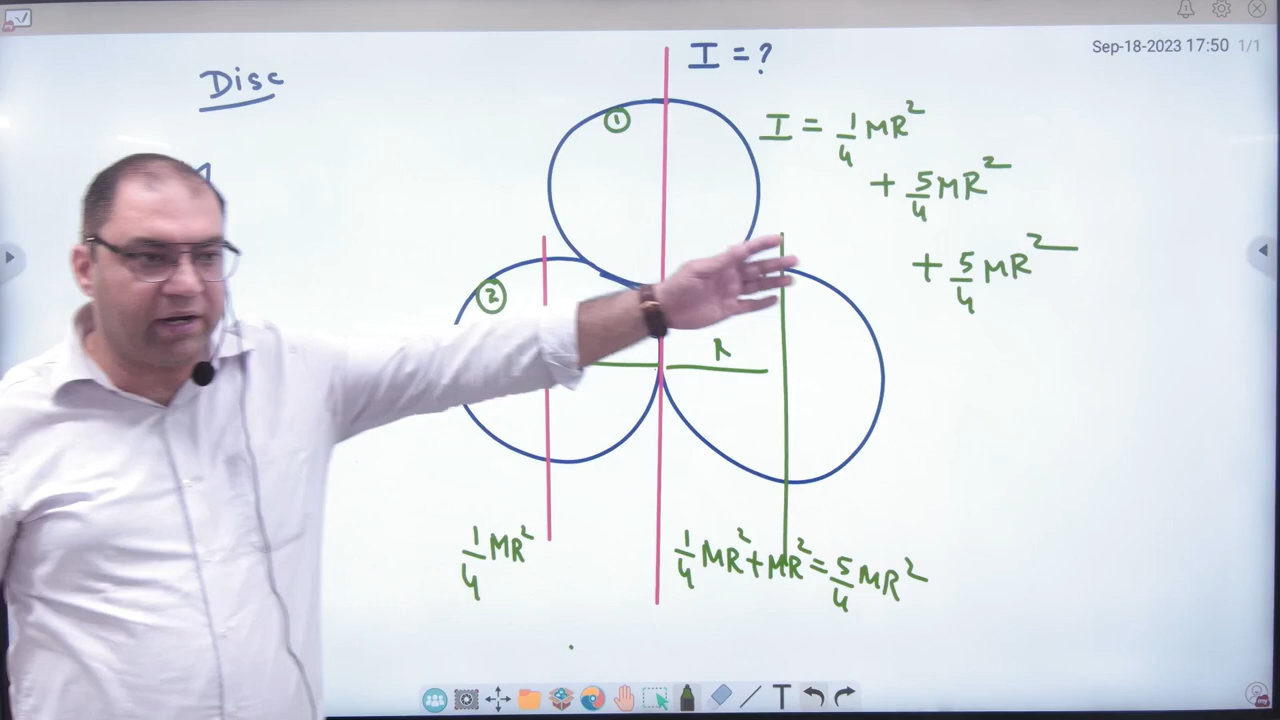 Sep-18-2023 17:50 1/1
Disc
I = ?
①
I = 1/4 MR²
+ 5/4 MR²
+ 5/4 MR²
②
R
1/4 MR²
1/4 MR² + MR² = 5/4 MR²
T